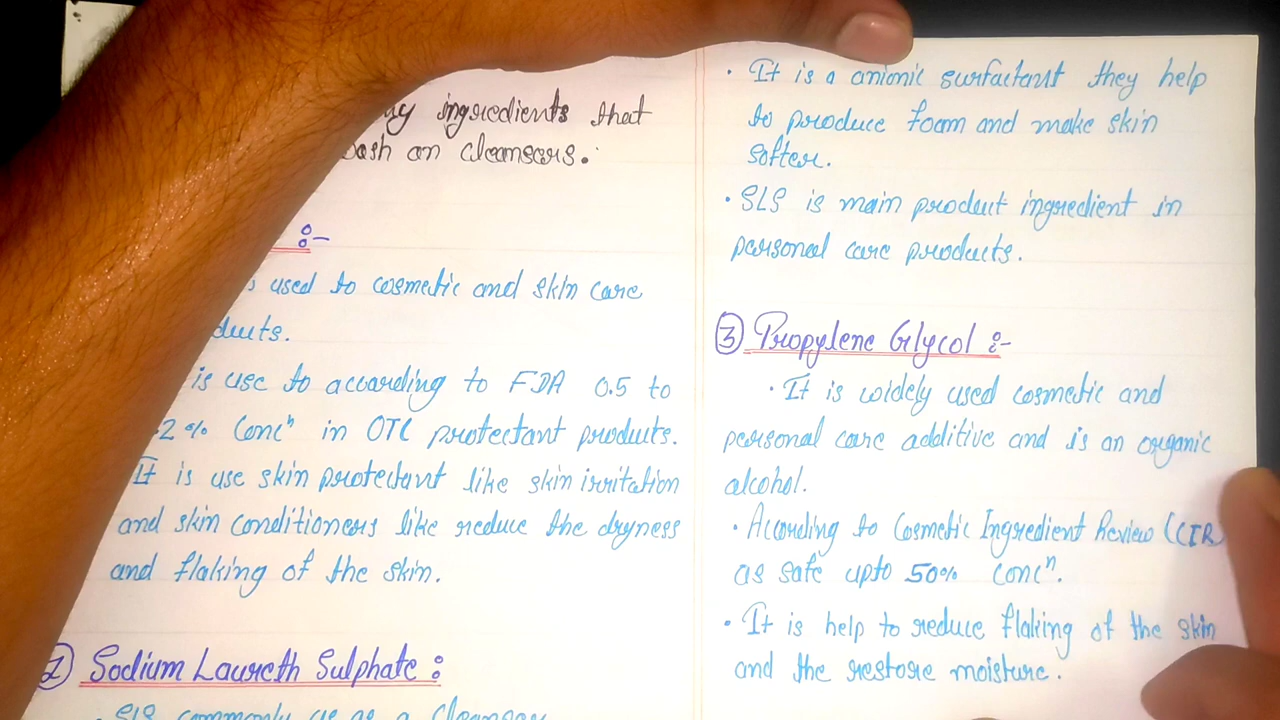 ingredients that
an cleansers.
:-
used to cosmetic and skin care
is use to according to FDA 0.5 to
2% Concⁿ in OTC protectant products.
It is use skin protectant like skin irritation
and skin conditioners like reduce the dryness
and flaking of the skin.
② Sodium Laureth Sulphate :
• SLS commonly use as a cleanser
• It is a anionic surfactant they help
to produce foam and make skin
softer.
• SLS is main product ingredient in
personal care products.
③ Propylene Glycol :-
• It is widely used cosmetic and
personal care additive and is an organic
alcohol.
• According to Cosmetic Ingredient Review (CIR)
as safe upto 50% Concⁿ.
• It is help to reduce flaking of the skin
and the restore moisture.